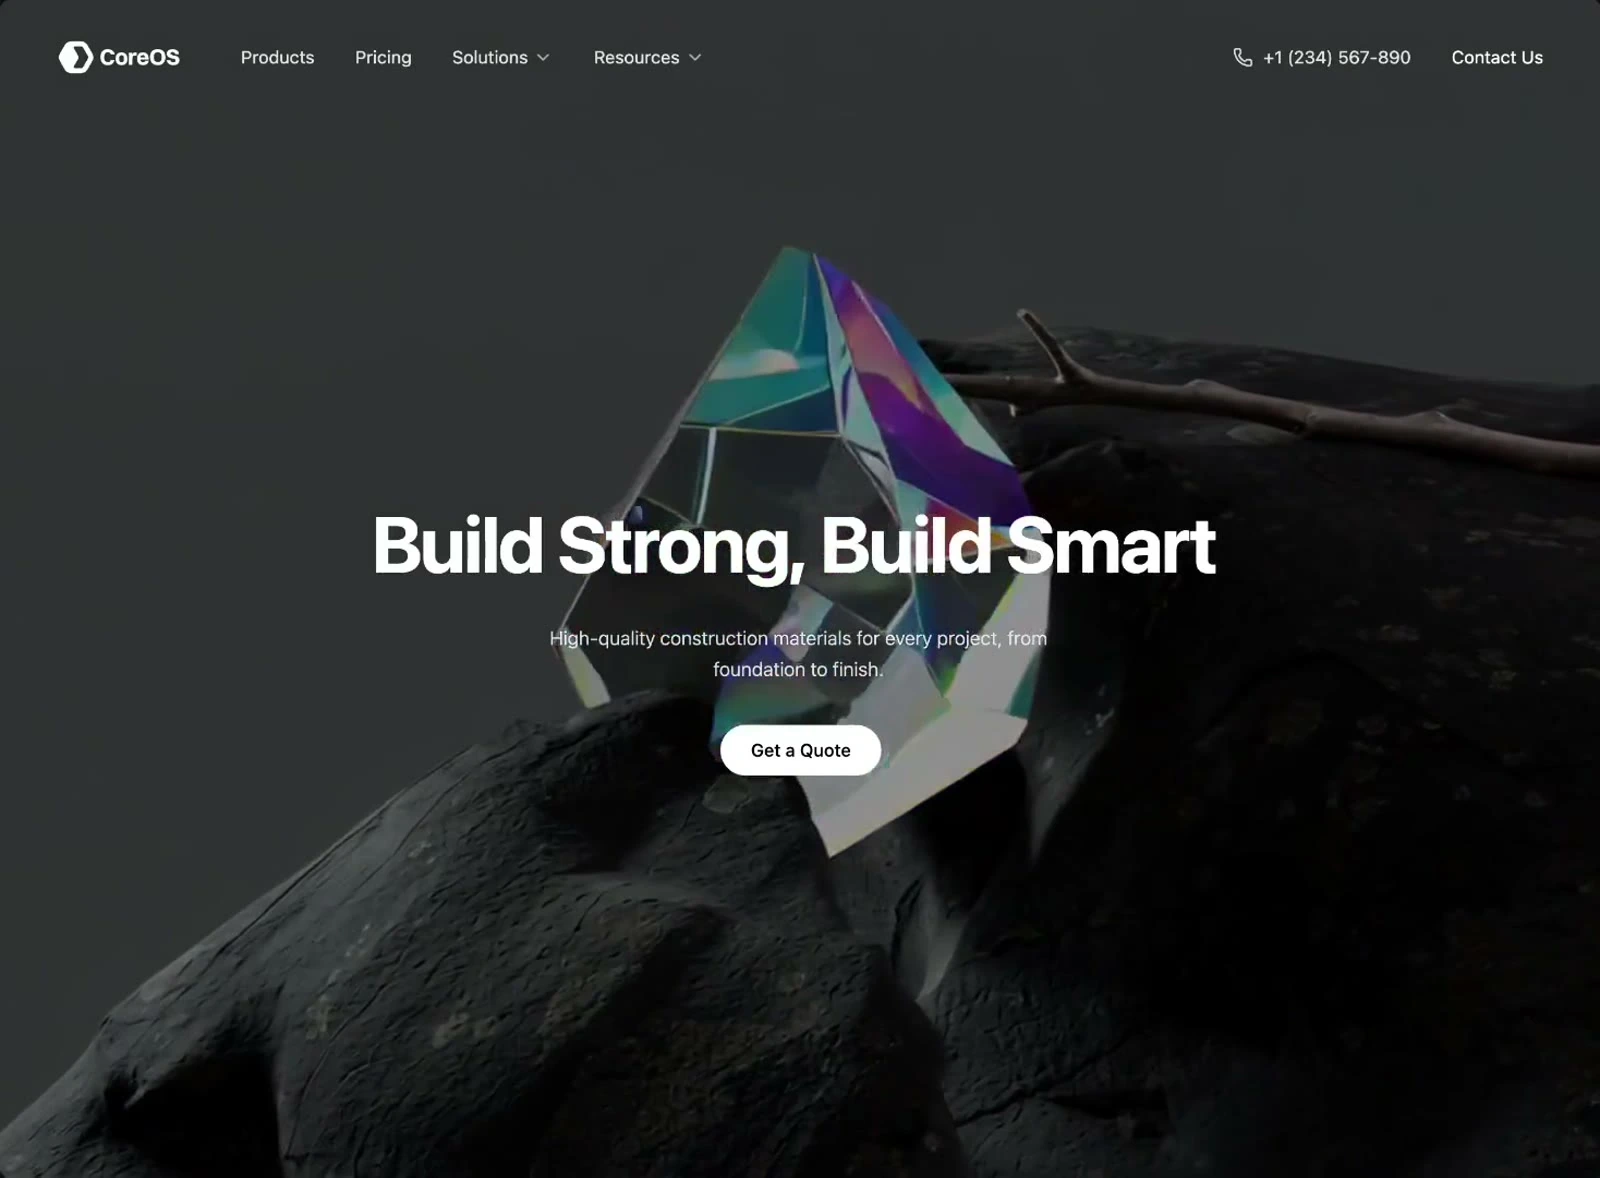 CoreOS
Products
Pricing
Solutions
Resources
+1 (234) 567-890
Contact Us
Build Strong, Build Smart
High-quality construction materials for every project, from
foundation to finish.
Get a Quote